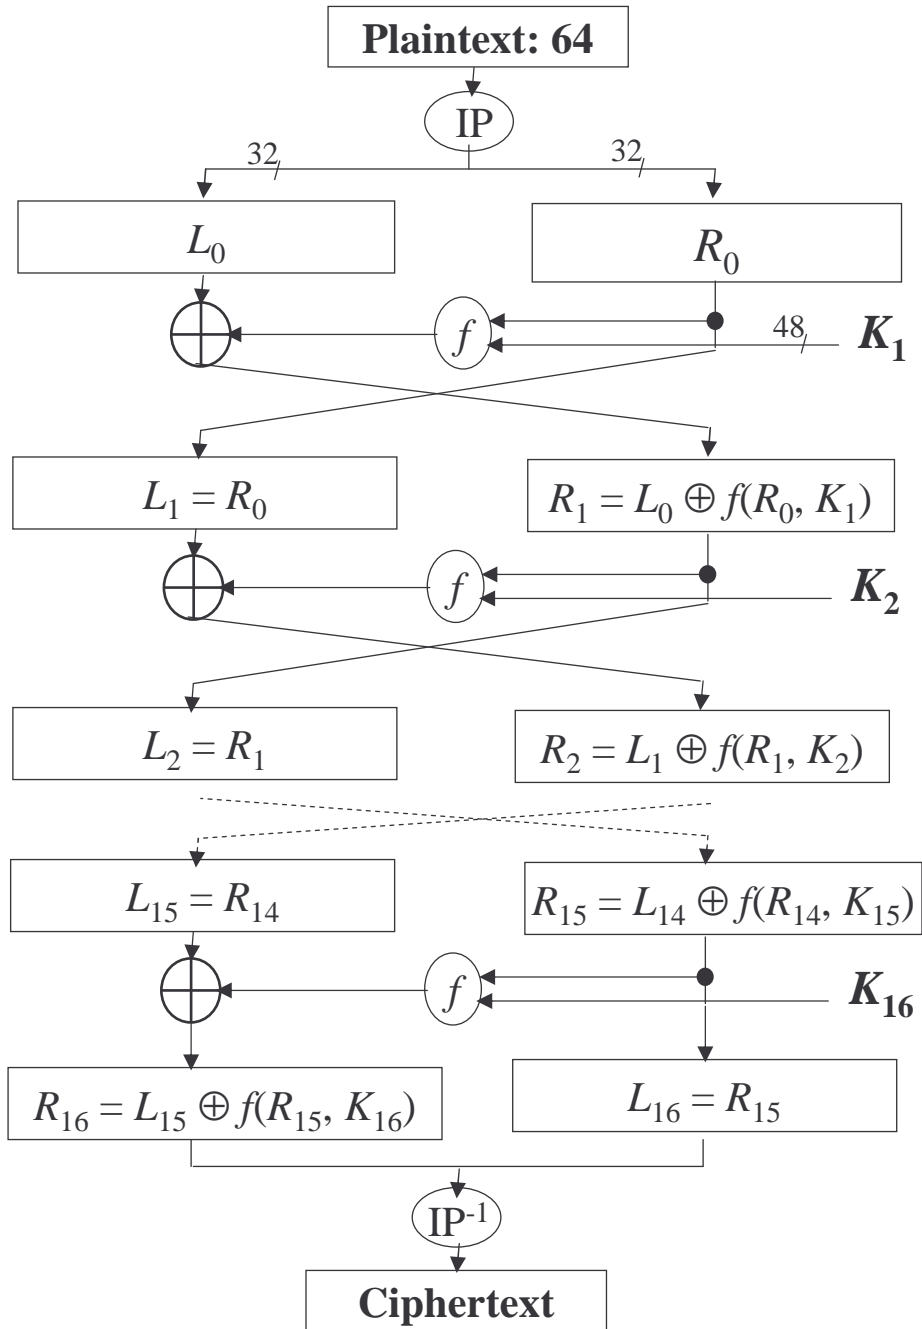 Plaintext: 64
IP
32 32
L₀ R₀
f 48 K₁
L₁ = R₀ R₁ = L₀ ⊕ f(R₀, K₁)
f K₂
L₂ = R₁ R₂ = L₁ ⊕ f(R₁, K₂)
L₁₅ = R₁₄ R₁₅ = L₁₄ ⊕ f(R₁₄, K₁₅)
f K₁₆
R₁₆ = L₁₅ ⊕ f(R₁₅, K₁₆) L₁₆ = R₁₅
IP⁻¹
Ciphertext